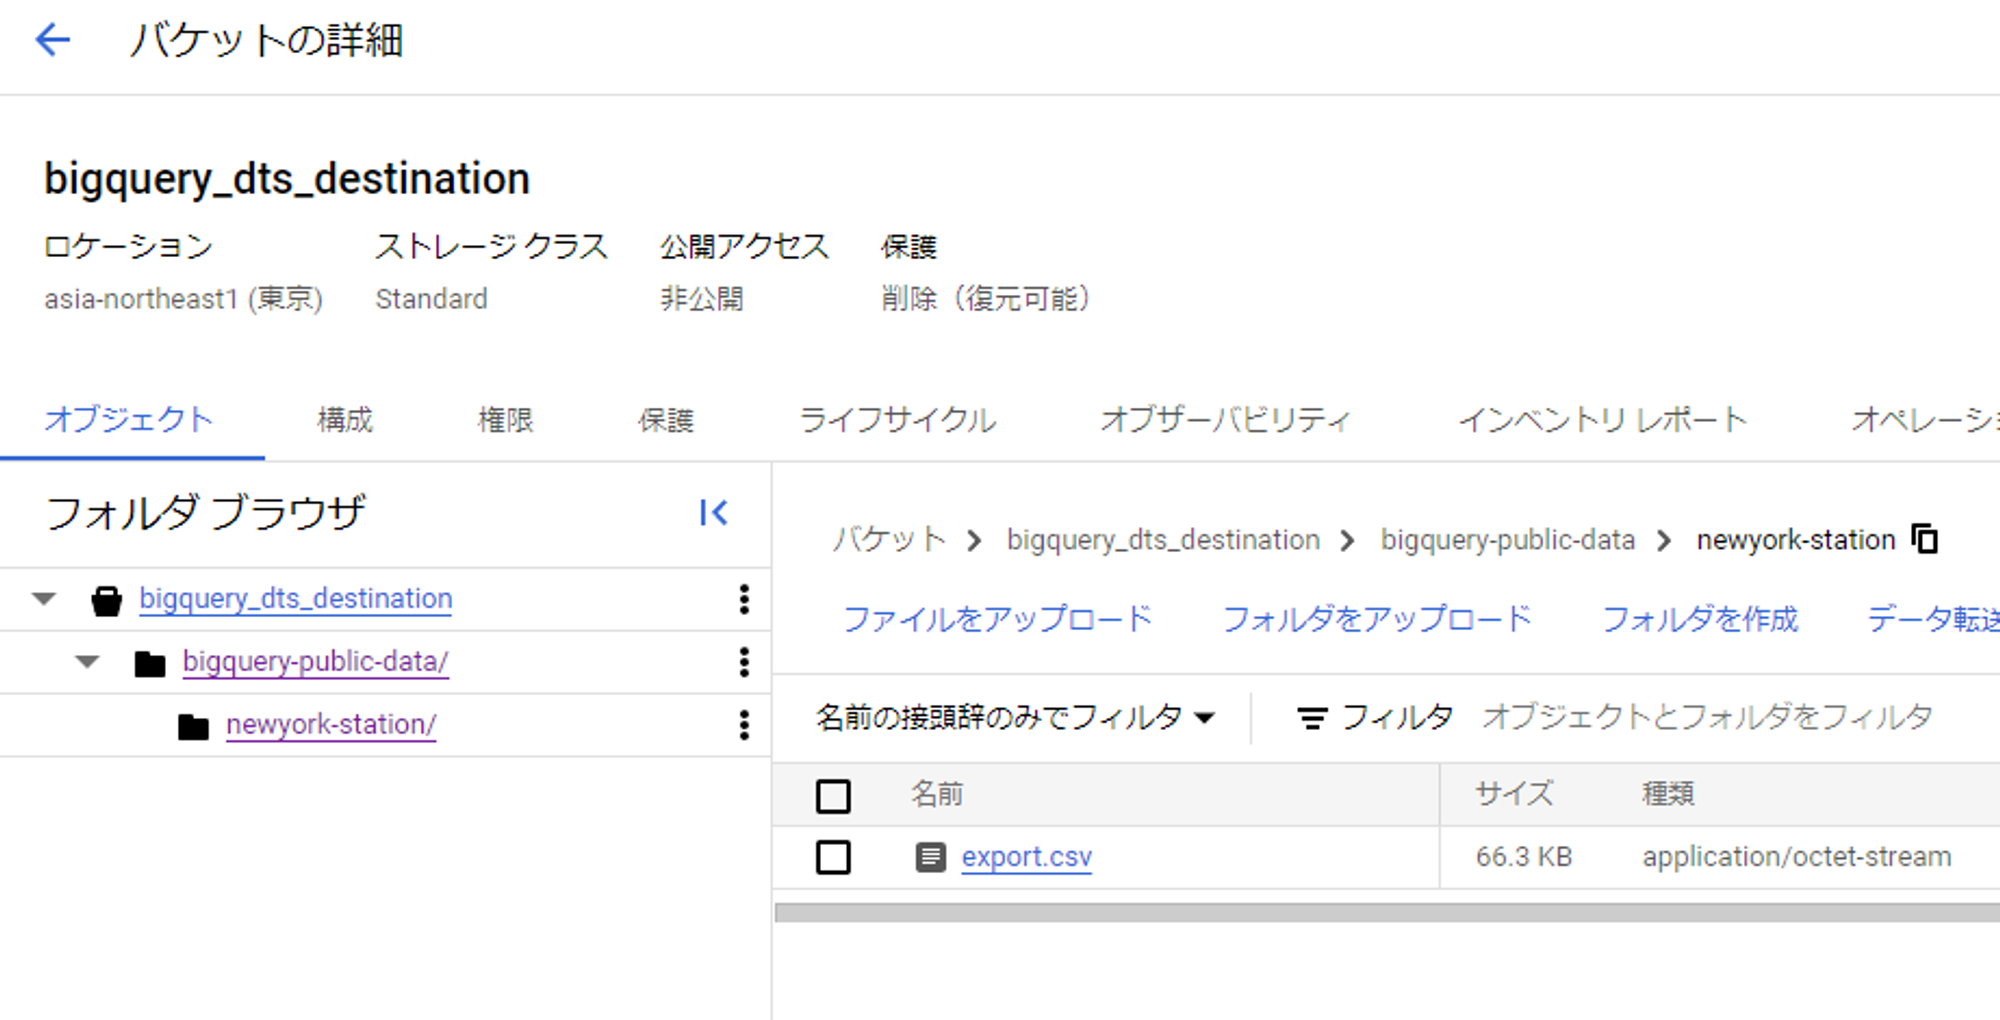 バケットの詳細
bigquery_dts_destination
ロケーション ストレージ クラス 公開アクセス 保護
asia-northeast1 (東京) Standard 非公開 削除（復元可能）
オブジェクト 構成 権限 保護 ライフサイクル オブザーバビリティ インベントリ レポート オペレーシ
フォルダ ブラウザ
bigquery_dts_destination
bigquery-public-data/
newyork-station/
バケット > bigquery_dts_destination > bigquery-public-data > newyork-station
ファイルをアップロード フォルダをアップロード フォルダを作成 データ転送
名前の接頭辞のみでフィルタ フィルタ オブジェクトとフォルダをフィルタ
名前 サイズ 種類
export.csv 66.3 KB application/octet-stream